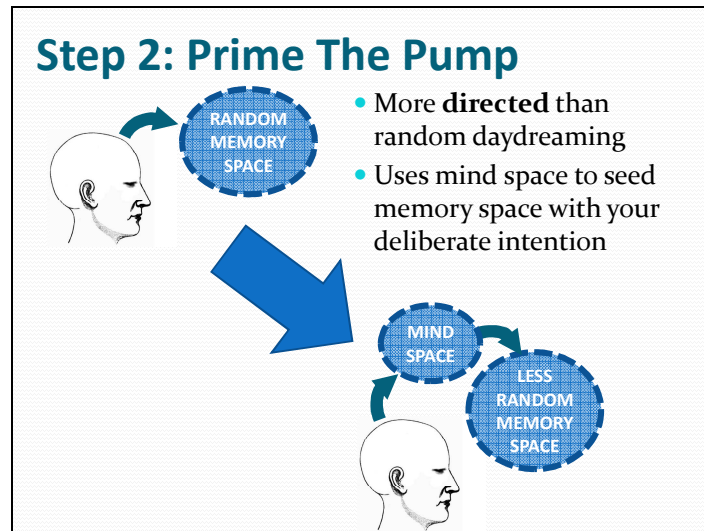 Step 2: Prime The Pump
RANDOM
MEMORY
SPACE
• More directed than
random daydreaming
• Uses mind space to seed
memory space with your
deliberate intention
MIND
SPACE
LESS
RANDOM
MEMORY
SPACE